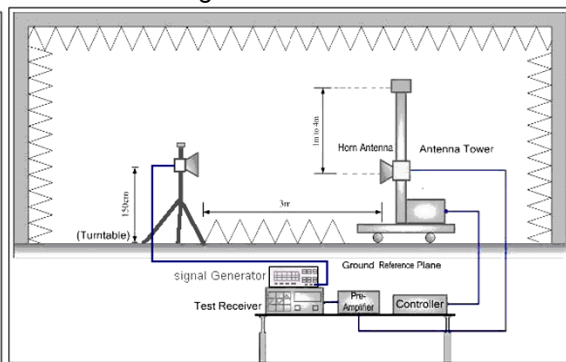 1m to 4m
Horn Antenna
Antenna Tower
150cm
3m
(Turntable)
Ground Reference Plane
signal Generator
Test Receiver
Pre-
Amplifier
Controller